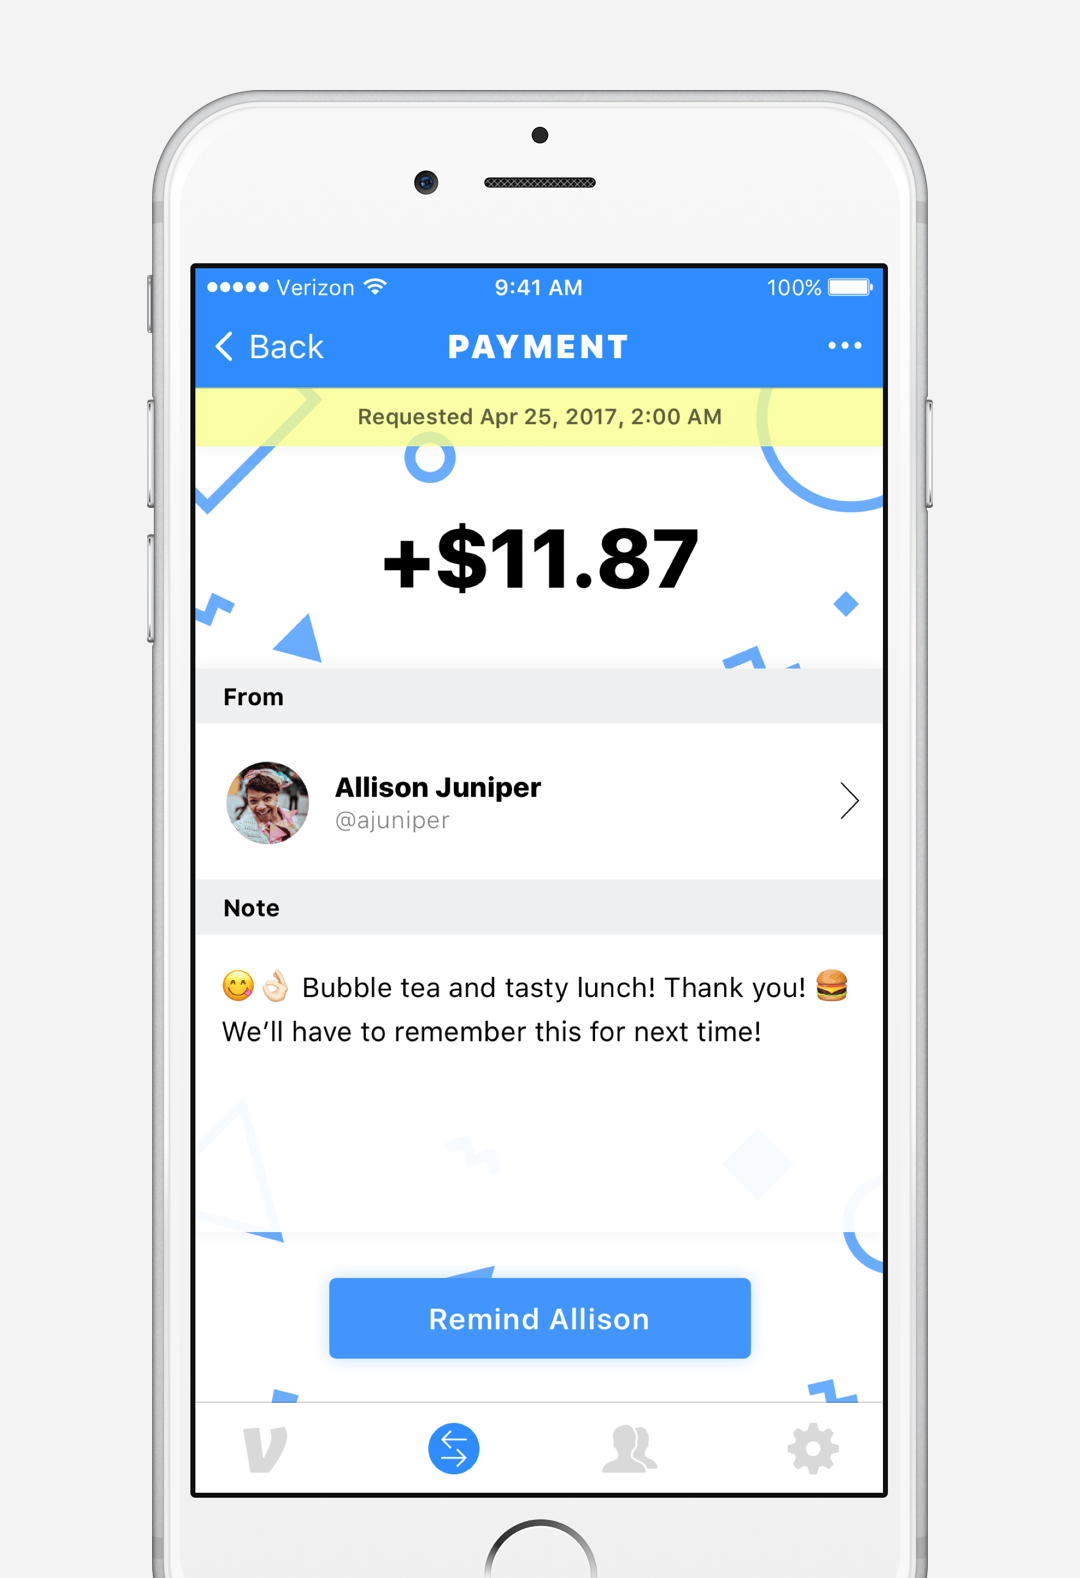 Verizon 9:41 AM 100%
Back PAYMENT
Requested Apr 25, 2017, 2:00 AM
+$11.87
From
Allison Juniper
@ajuniper
Note
😋👌🏻 Bubble tea and tasty lunch! Thank you! 🍔
We’ll have to remember this for next time!
Remind Allison